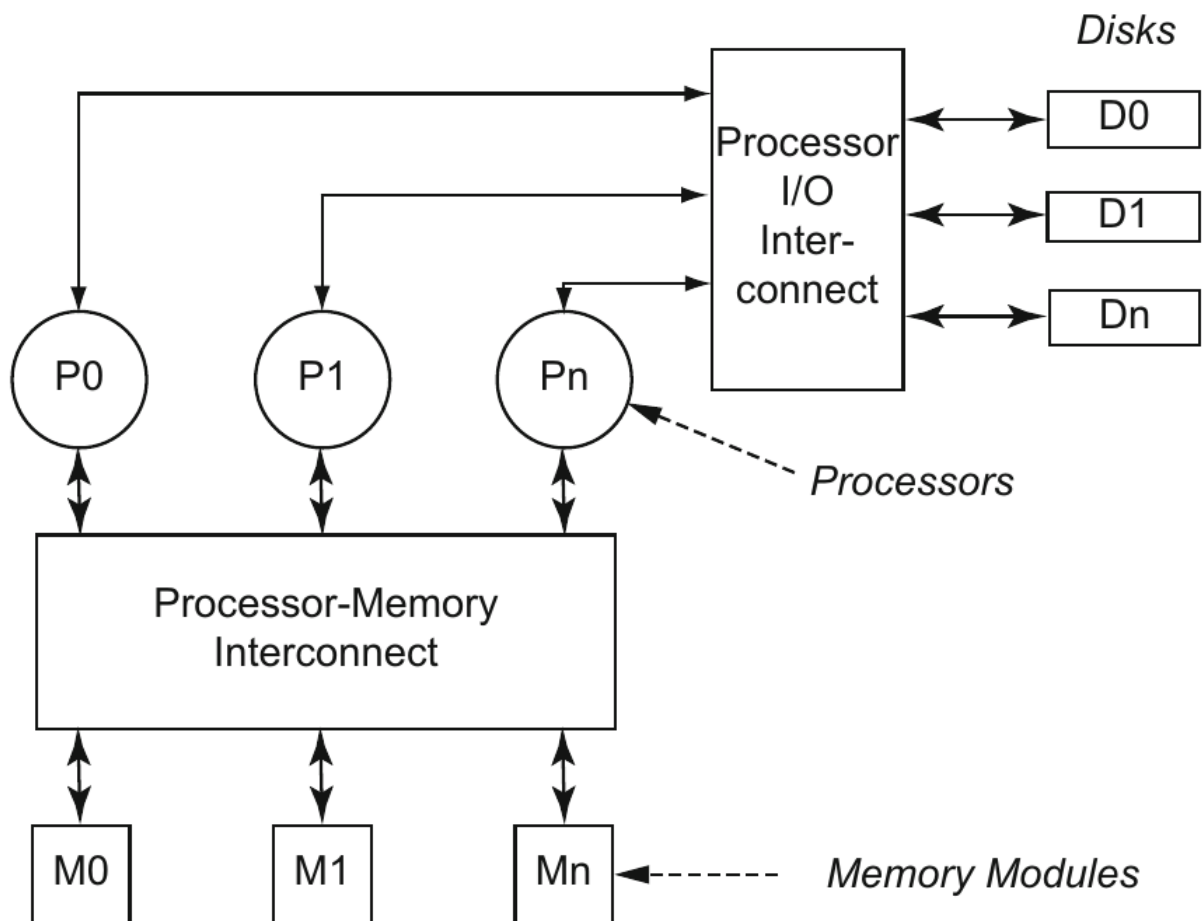 Disks
Processor
I/O
Inter-
connect
D0
D1
Dn
P0
P1
Pn
Processors
Processor-Memory
Interconnect
M0
M1
Mn
Memory Modules